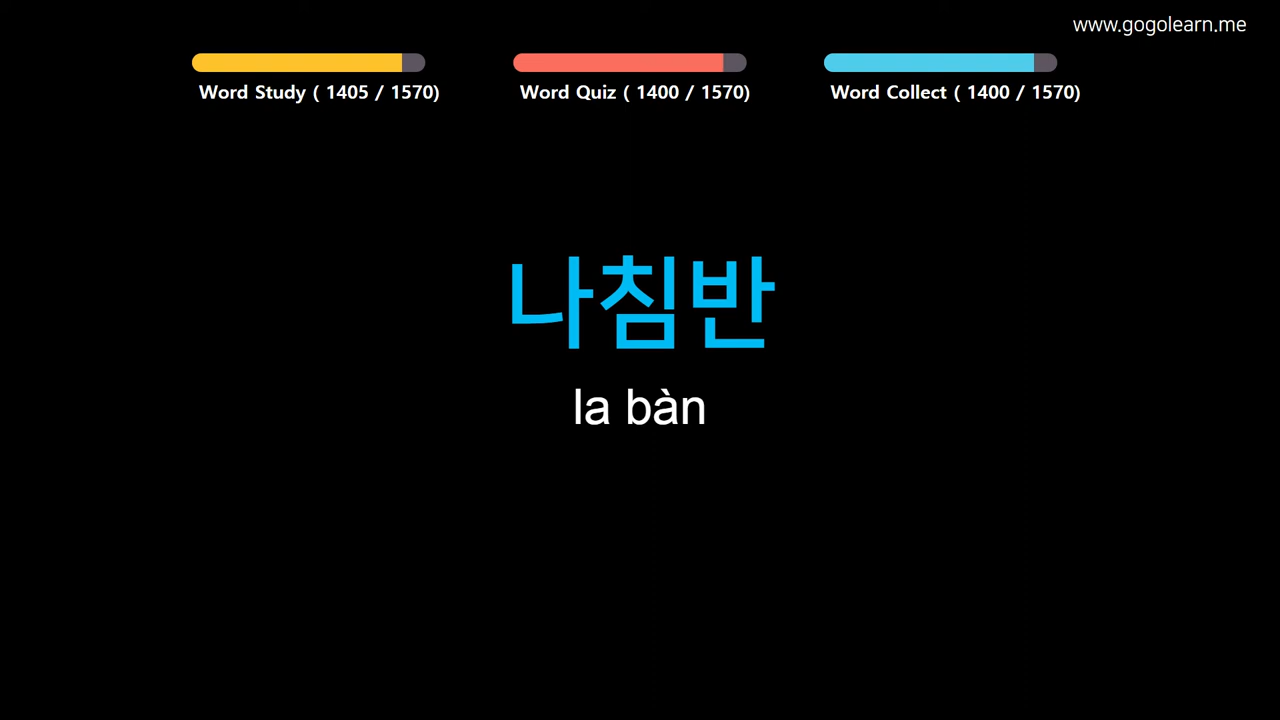 www.gogolearn.me
Word Study ( 1405 / 1570)
Word Quiz ( 1400 / 1570)
Word Collect ( 1400 / 1570)
나침반
la bàn